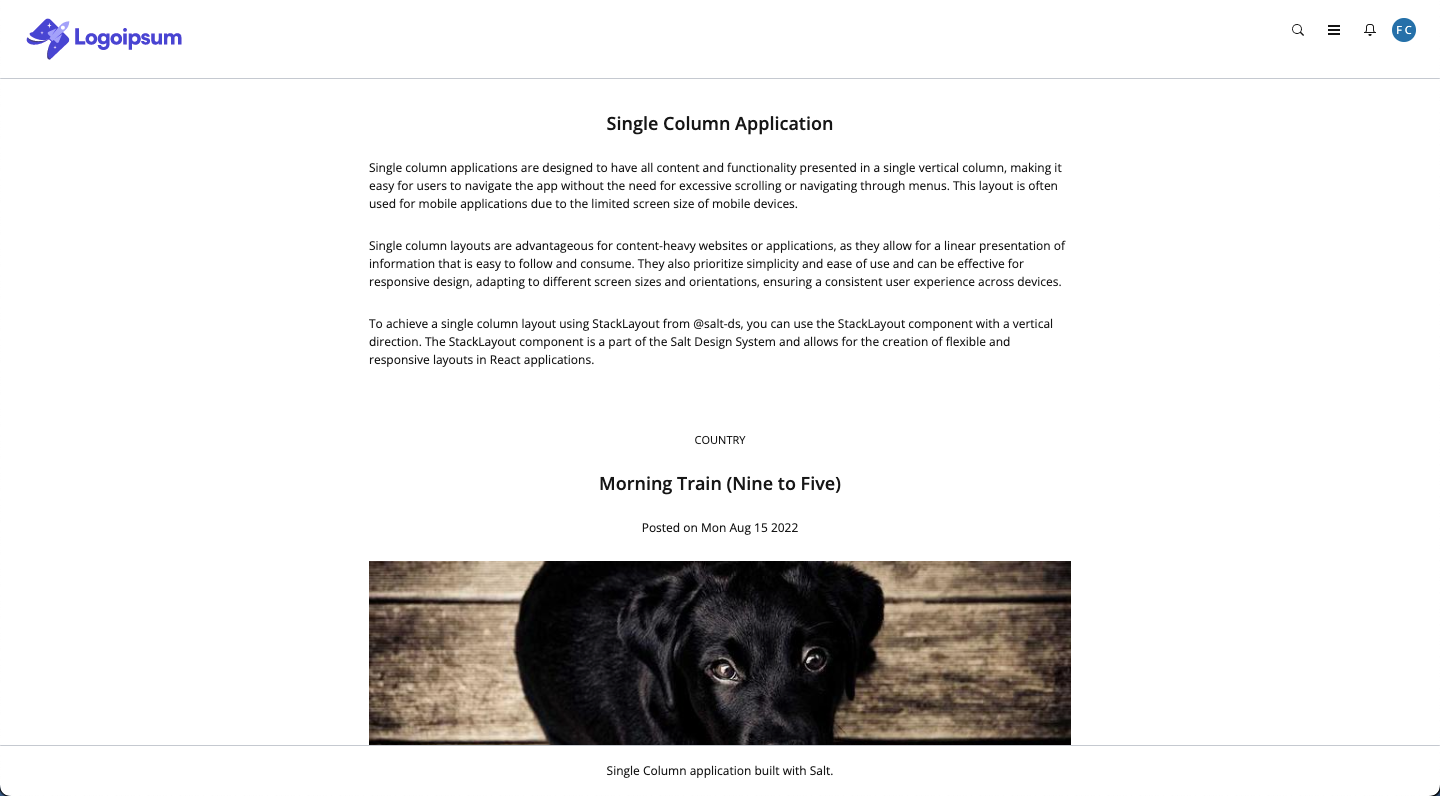 Logoipsum
F C
Single Column Application
Single column applications are designed to have all content and functionality presented in a single vertical column, making it
easy for users to navigate the app without the need for excessive scrolling or navigating through menus. This layout is often
used for mobile applications due to the limited screen size of mobile devices.
Single column layouts are advantageous for content-heavy websites or applications, as they allow for a linear presentation of
information that is easy to follow and consume. They also prioritize simplicity and ease of use and can be effective for
responsive design, adapting to different screen sizes and orientations, ensuring a consistent user experience across devices.
To achieve a single column layout using StackLayout from @salt-ds, you can use the StackLayout component with a vertical
direction. The StackLayout component is a part of the Salt Design System and allows for the creation of flexible and
responsive layouts in React applications.
COUNTRY
Morning Train (Nine to Five)
Posted on Mon Aug 15 2022
Single Column application built with Salt.